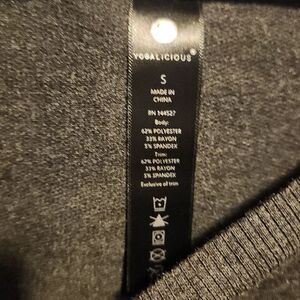 YOGALICIOUS®
S
MADE IN
CHINA
RN 144527
Body:
62% POLYESTER
33% RAYON
5% SPANDEX
Trim:
62% POLYESTER
33% RAYON
5% SPANDEX
Exclusive of trim